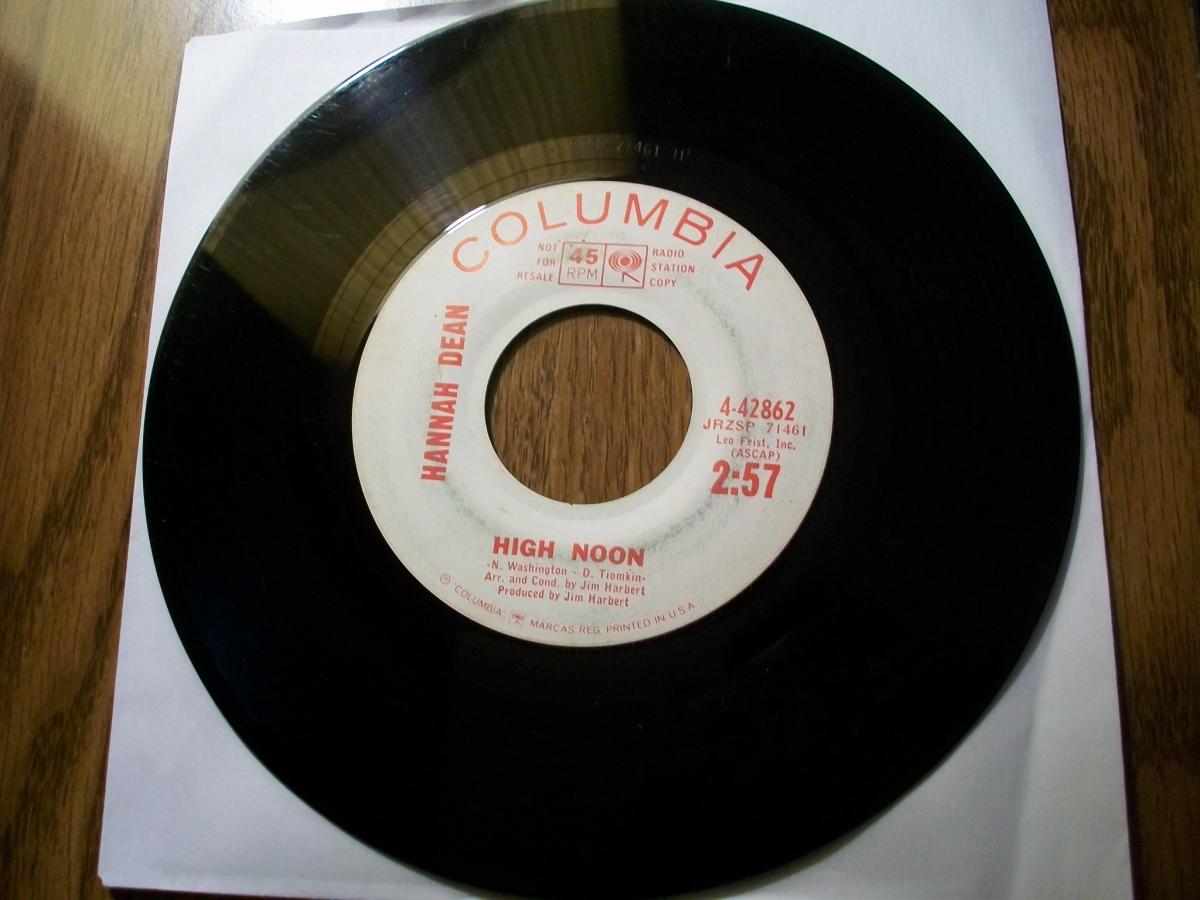 COLUMBIA
NOT
FOR
RESALE
45
RPM
RADIO
STATION
COPY
HANNAH DEAN
4-42862
JRZSP 71461
Leo Feist, Inc.
(ASCAP)
2:57
HIGH NOON
-N. Washington - D. Tiomkin-
Arr. and Cond. by Jim Harbert
Produced by Jim Harbert
℗ "COLUMBIA" MARCAS REG. PRINTED IN U.S.A.